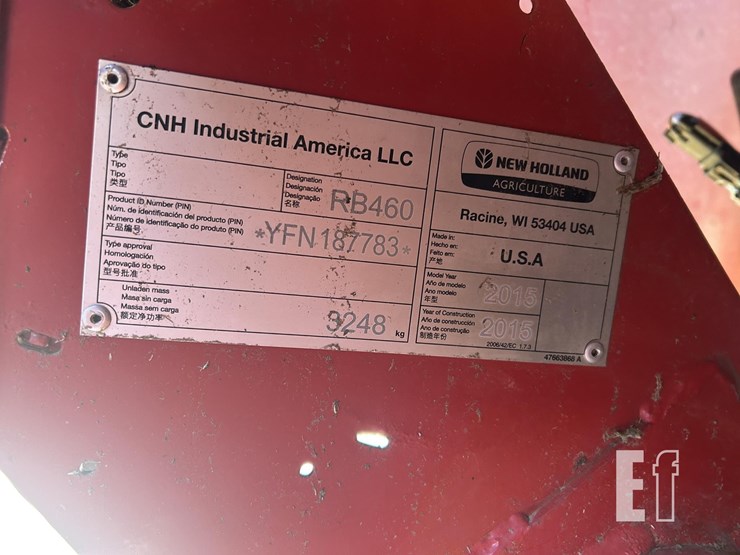 CNH Industrial America LLC
Type
Tipo
Tipo
类型
Designation
Designación
Designação
名称
RB460
Product ID.Number (PIN)
Núm. de identificación del producto (PIN)
Número de identificação do produto (PIN)
产品编号
*YFN187783*
Type approval
Homologación
Aprovação do tipo
型号批准
Unladen mass
Masa sin carga
Massa sem carga
额定净功率
3248 kg
NEW HOLLAND
AGRICULTURE
Racine, WI 53404 USA
Made in:
Hecho en:
Feito em:
产地
U.S.A
Model Year
Año de modelo
Ano modelo
年型
2015
Year of Construction
Año de construcción
Ano de construção
制造年份
2015
2006/42/EC 1.7.3
47663868 A
Ef